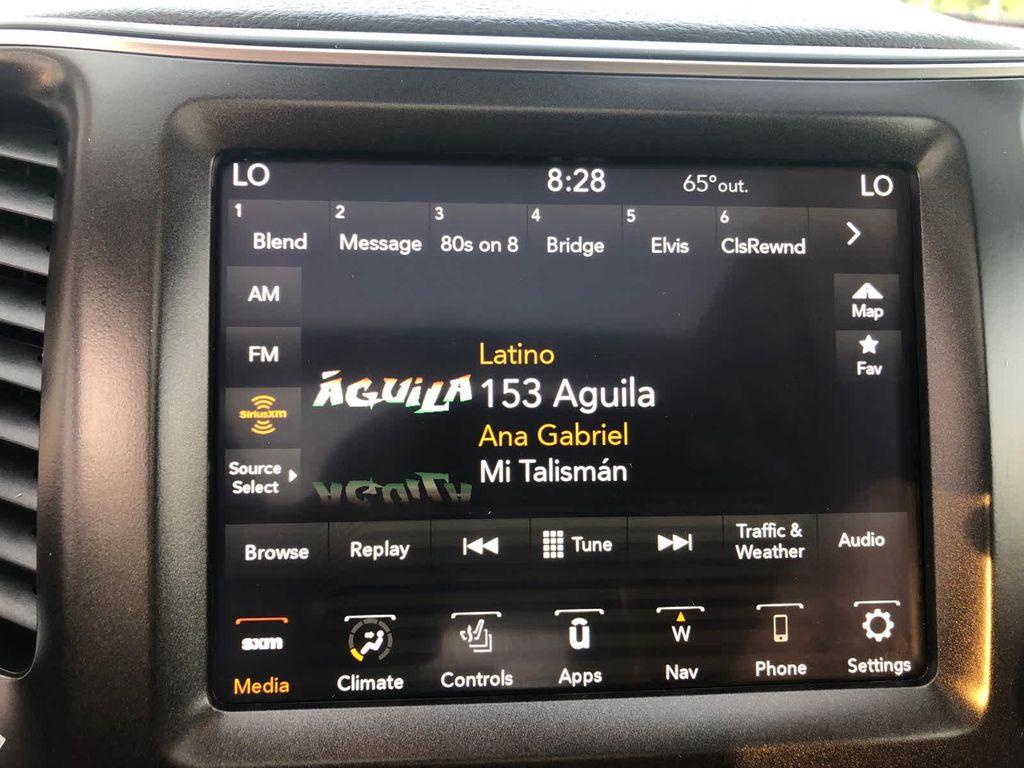 LO
8:28
65° out.
LO
1
Blend
2
Message
3
80s on 8
4
Bridge
5
Elvis
6
ClsRewnd
AM
FM
SiriusXM
Source
Select
Map
Fav
ÁGUILA
Latino
153 Aguila
Ana Gabriel
Mi Talismán
Browse
Replay
Tune
Traffic &
Weather
Audio
sxm
Media
Climate
Controls
û
Apps
W
Nav
Phone
Settings